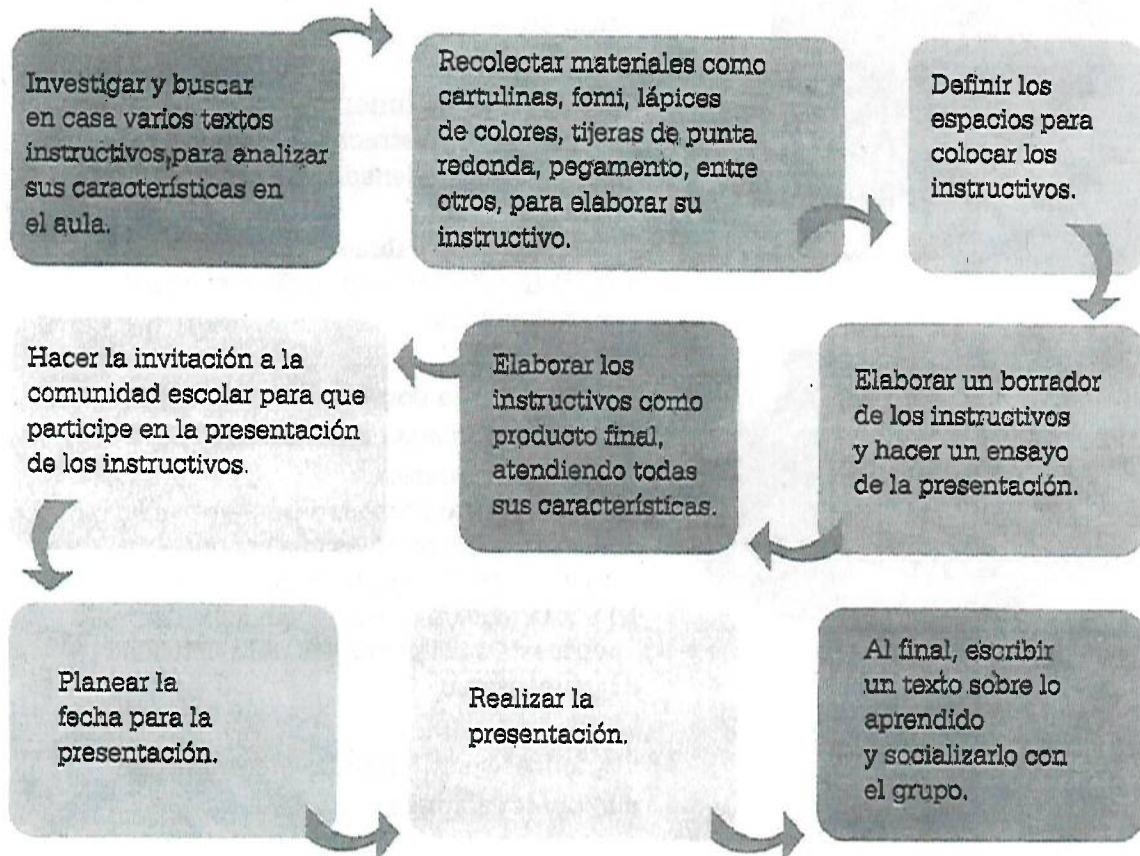 Investigar y buscar
en casa varios textos
instructivos, para analizar
sus características en
el aula.
Recolectar materiales como
cartulinas, fomi, lápices
de colores, tijeras de punta
redonda, pegamento, entre
otros, para elaborar su
instructivo.
Definir los
espacios para
colocar los
instructivos.
Elaborar un borrador
de los instructivos
y hacer un ensayo
de la presentación.
Elaborar los
instructivos como
producto final,
atendiendo todas
sus características.
Hacer la invitación a la
comunidad escolar para que
participe en la presentación
de los instructivos.
Planear la
fecha para la
presentación.
Realizar la
presentación.
Al final, escribir
un texto sobre lo
aprendido
y socializarlo con
el grupo.